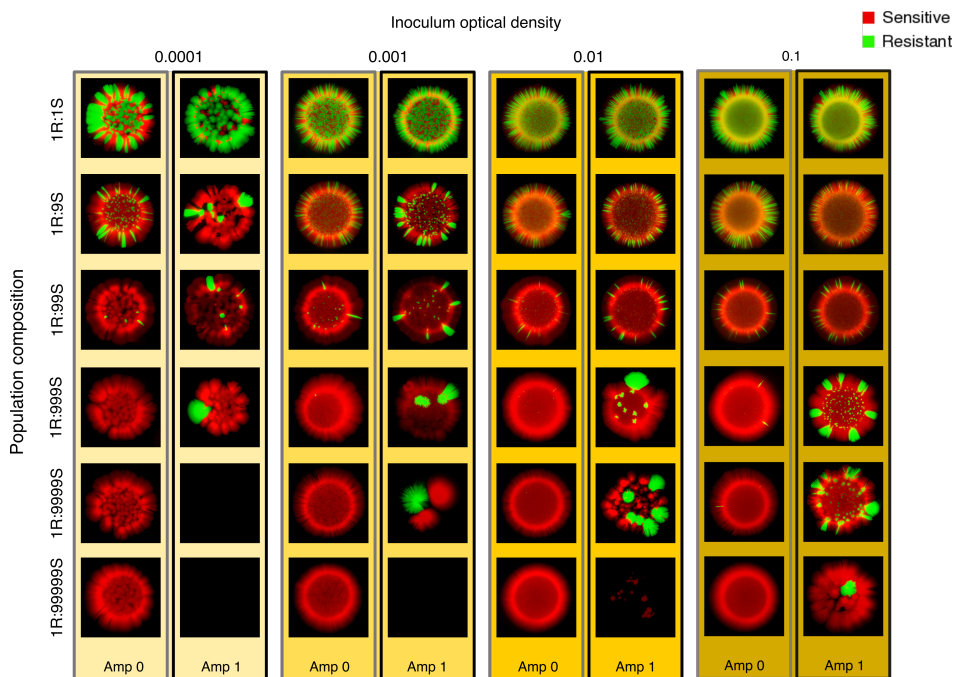 Inoculum optical density
Sensitive
Resistant
0.0001
0.001
0.01
0.1
Population composition
1R:1S
1R:9S
1R:99S
1R:999S
1R:9999S
1R:99999S
Amp 0
Amp 1
Amp 0
Amp 1
Amp 0
Amp 1
Amp 0
Amp 1